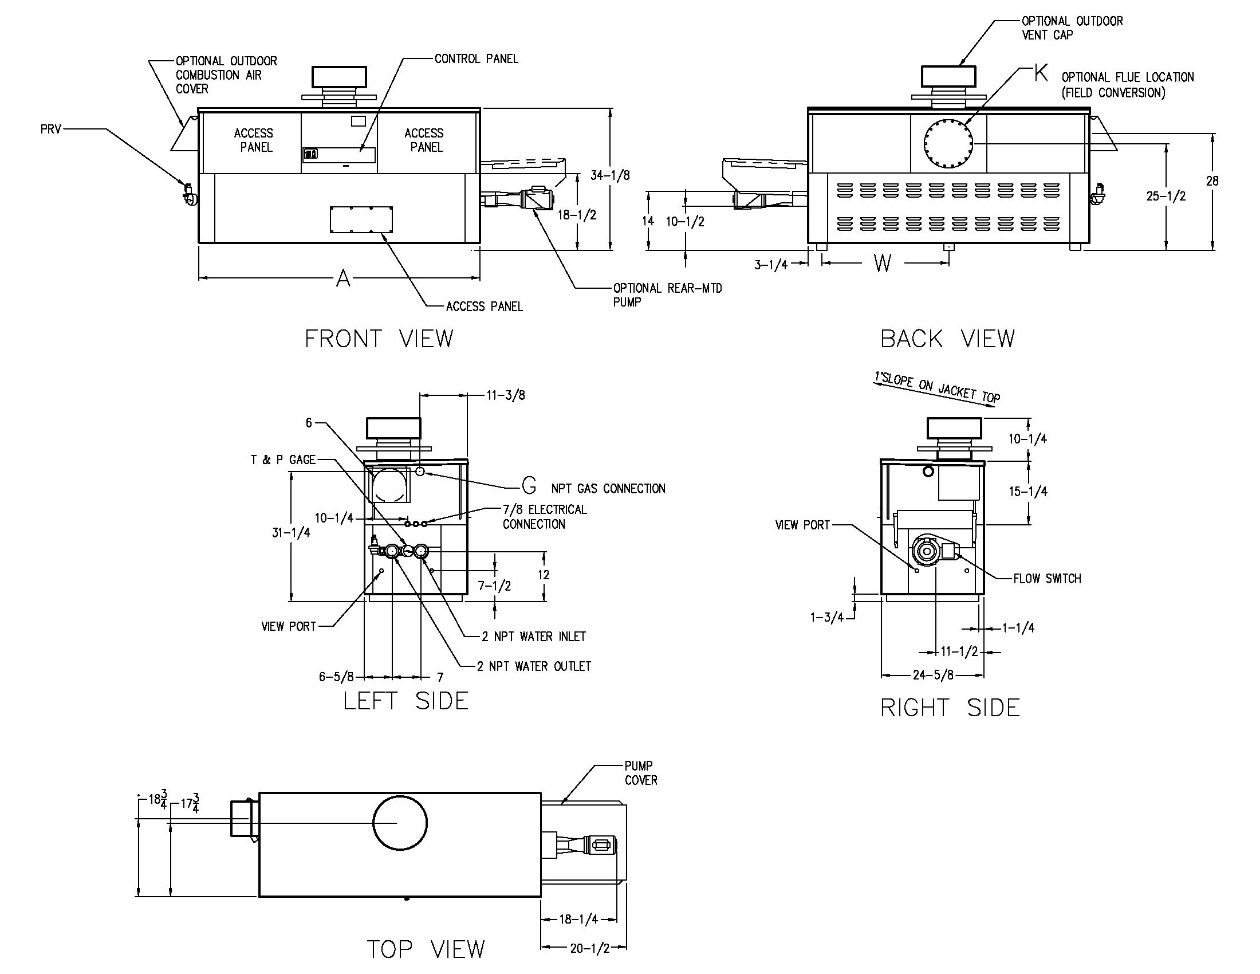 OPTIONAL OUTDOOR
COMBUSTION AIR
COVER
CONTROL PANEL
PRV
ACCESS
PANEL
ACCESS
PANEL
34-1/8
18-1/2
A
ACCESS PANEL
OPTIONAL REAR-MTD
PUMP
FRONT VIEW
OPTIONAL OUTDOOR
VENT CAP
K
OPTIONAL FLUE LOCATION
(FIELD CONVERSION)
14
10-1/2
25-1/2
28
3-1/4
W
BACK VIEW
11-3/8
6
T & P GAGE
G NPT GAS CONNECTION
7/8 ELECTRICAL
CONNECTION
10-1/4
31-1/4
12
7-1/2
VIEW PORT
2 NPT WATER INLET
2 NPT WATER OUTLET
6-5/8
7
LEFT SIDE
1"SLOPE ON JACKET TOP
10-1/4
15-1/4
VIEW PORT
FLOW SWITCH
1-3/4
1-1/4
11-1/2
24-5/8
RIGHT SIDE
PUMP
COVER
18 3/4
17 3/4
18-1/4
20-1/2
TOP VIEW